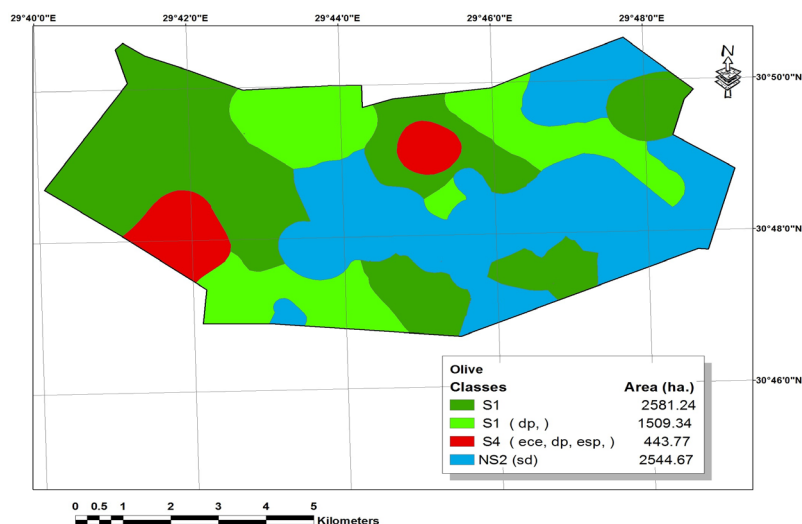 29°40'0"E 29°42'0"E 29°44'0"E 29°46'0"E 29°48'0"E
N
30°50'0"N
30°48'0"N
30°46'0"N
Olive
Classes Area (ha.)
S1 2581.24
S1 ( dp, ) 1509.34
S4 ( ece, dp, esp, ) 443.77
NS2 (sd) 2544.67
0 0.5 1 2 3 4 5
Kilometers